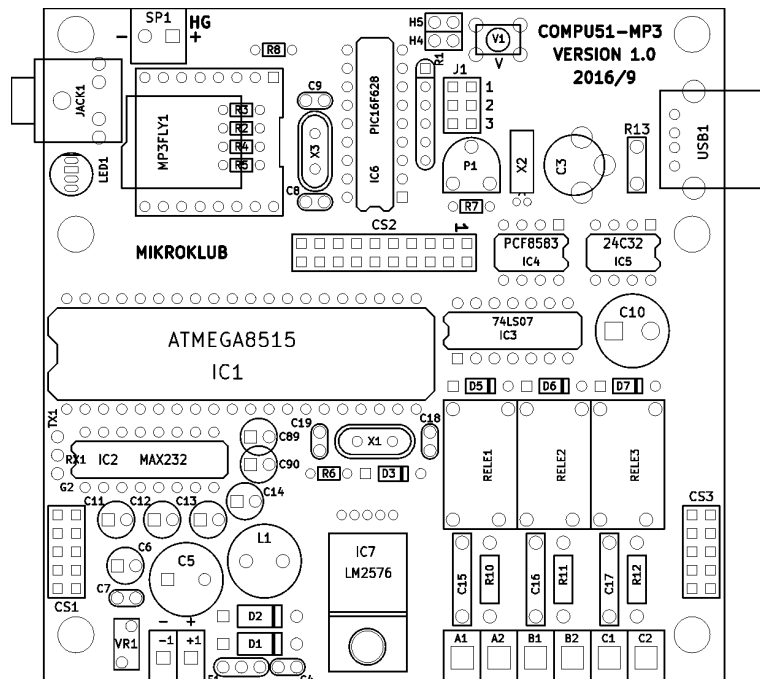 SP1
HG
-
+
R8
H5
H4
V1
V
COMPU51-MP3
VERSION 1.0
2016/9
JACK1
MP3FLY1
R3
R2
R4
R5
C9
X3
C8
PIC16F628
IC6
R1
J1
1
2
3
P1
X2
C3
R13
USB1
LED1
R7
CS2
1
MIKROKLUB
PCF8583
IC4
24C32
IC5
ATMEGA8515
IC1
74LS07
IC3
C10
D5
D6
D7
TX1
RX1
G2
IC2
MAX232
C89
C90
C19
X1
C18
R6
D3
RELE1
RELE2
RELE3
C11
C12
C13
C14
CS3
C6
C5
L1
IC7
LM2576
C7
CS1
C15
R10
C16
R11
C17
R12
D2
D1
-
+
VR1
-1
+1
A1
A2
B1
B2
C1
C2